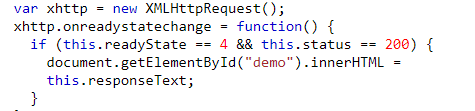 var xhttp = new XMLHttpRequest();
xhttp.onreadystatechange = function() {
  if (this.readyState == 4 && this.status == 200) {
    document.getElementById("demo").innerHTML =
    this.responseText;
  }